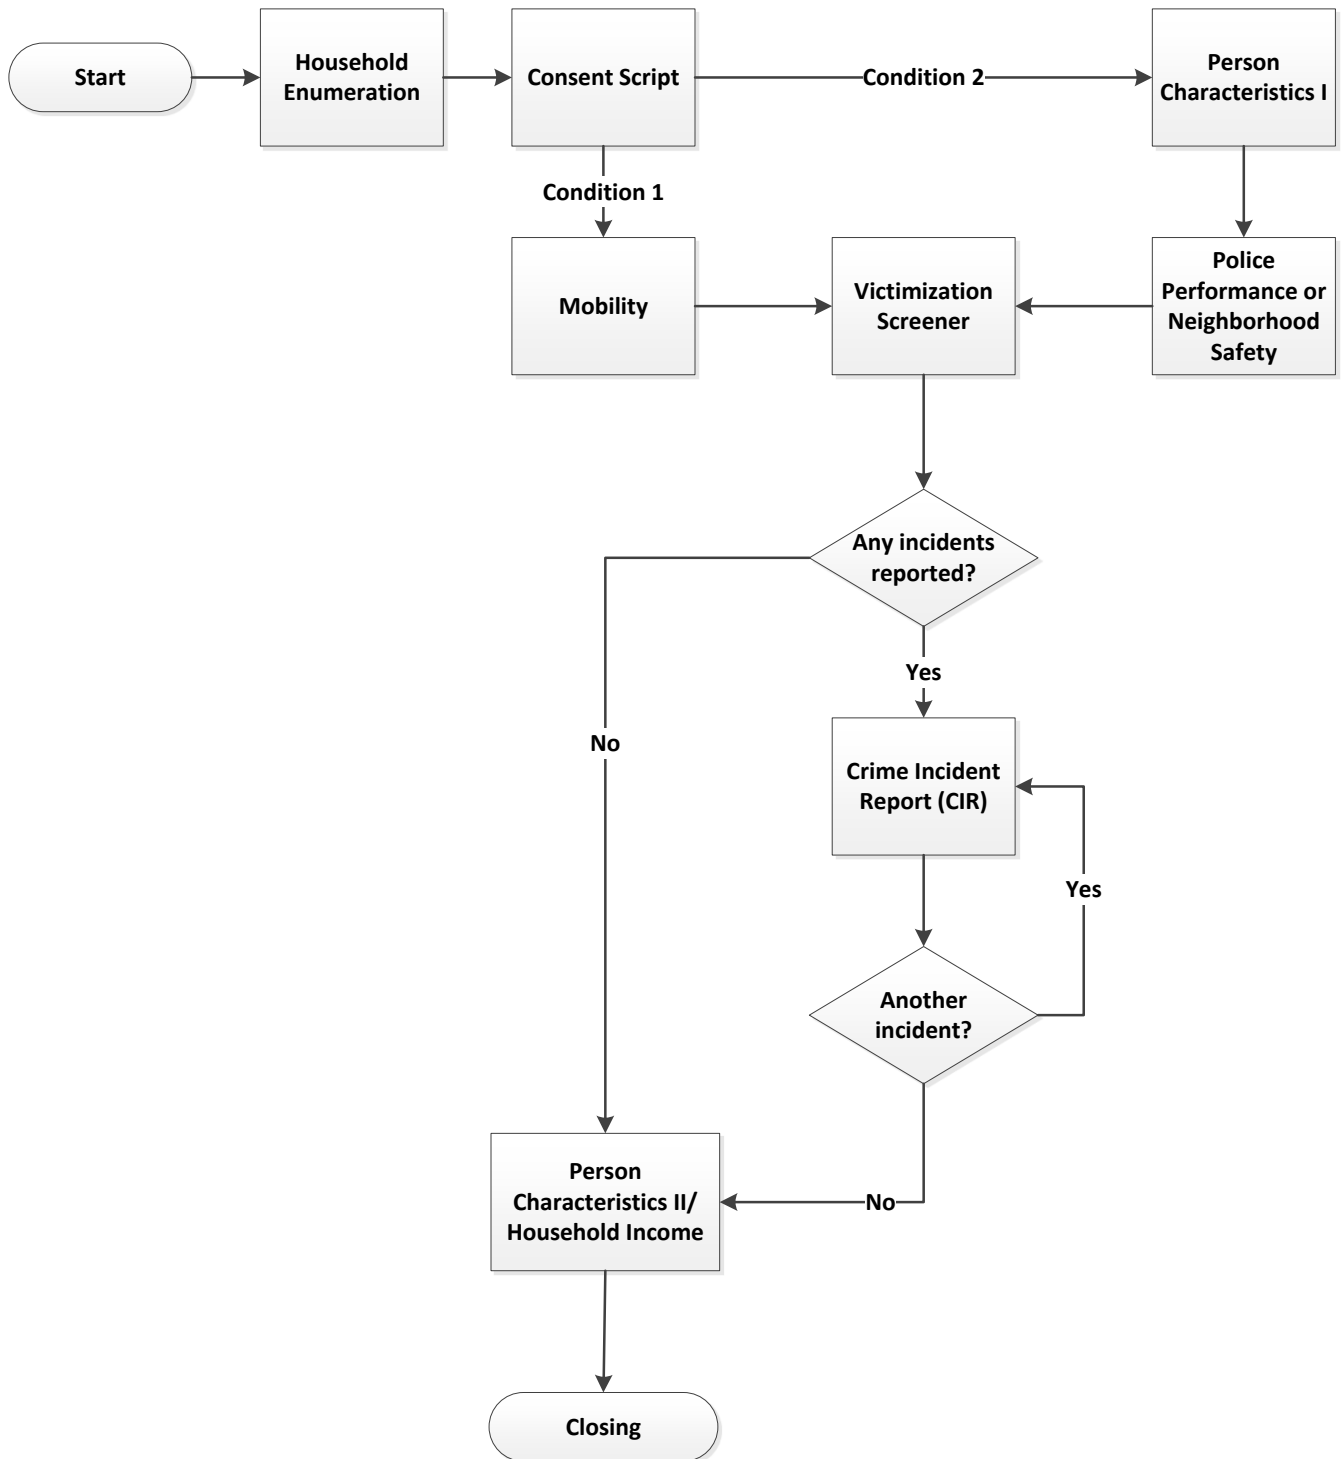 Start
Household
Enumeration
Consent Script
Condition 2
Person
Characteristics I
Condition 1
Mobility
Victimization
Screener
Police
Performance or
Neighborhood
Safety
Any incidents
reported?
Yes
No
Crime Incident
Report (CIR)
Yes
Another
incident?
Person
Characteristics II/
Household Income
No
Closing